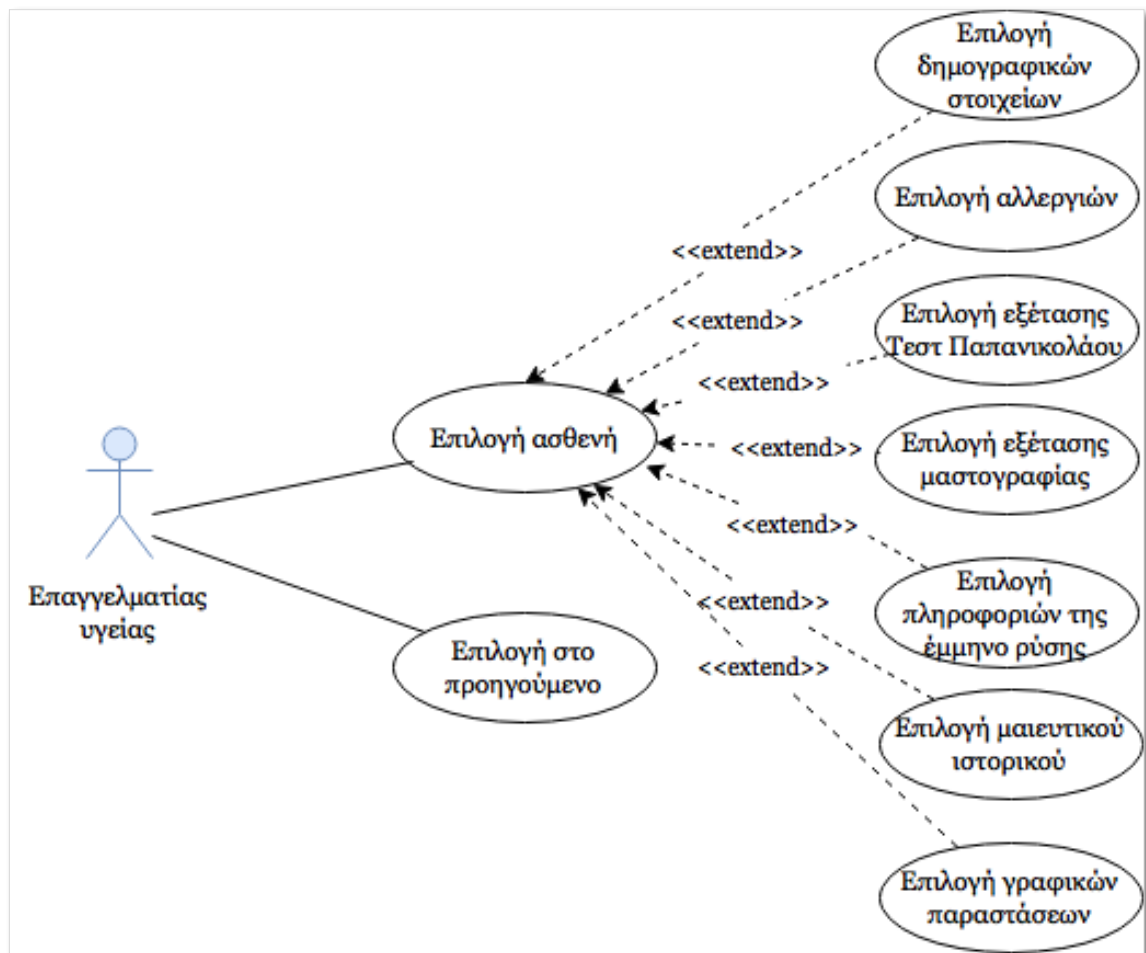 Επιλογή
δημογραφικών
στοιχείων
Επιλογή αλλεργιών
<<extend>>
Επιλογή εξέτασης
Τεστ Παπανικολάου
<<extend>>
<<extend>>
Επιλογή ασθενή
<<extend>>
Επιλογή εξέτασης
μαστογραφίας
<<extend>>
Επαγγελματίας
υγείας
Επιλογή
πληροφοριών της
έμμηνο ρύσης
<<extend>>
Επιλογή στο
προηγούμενο
<<extend>>
Επιλογή μαιευτικού
ιστορικού
Επιλογή γραφικών
παραστάσεων